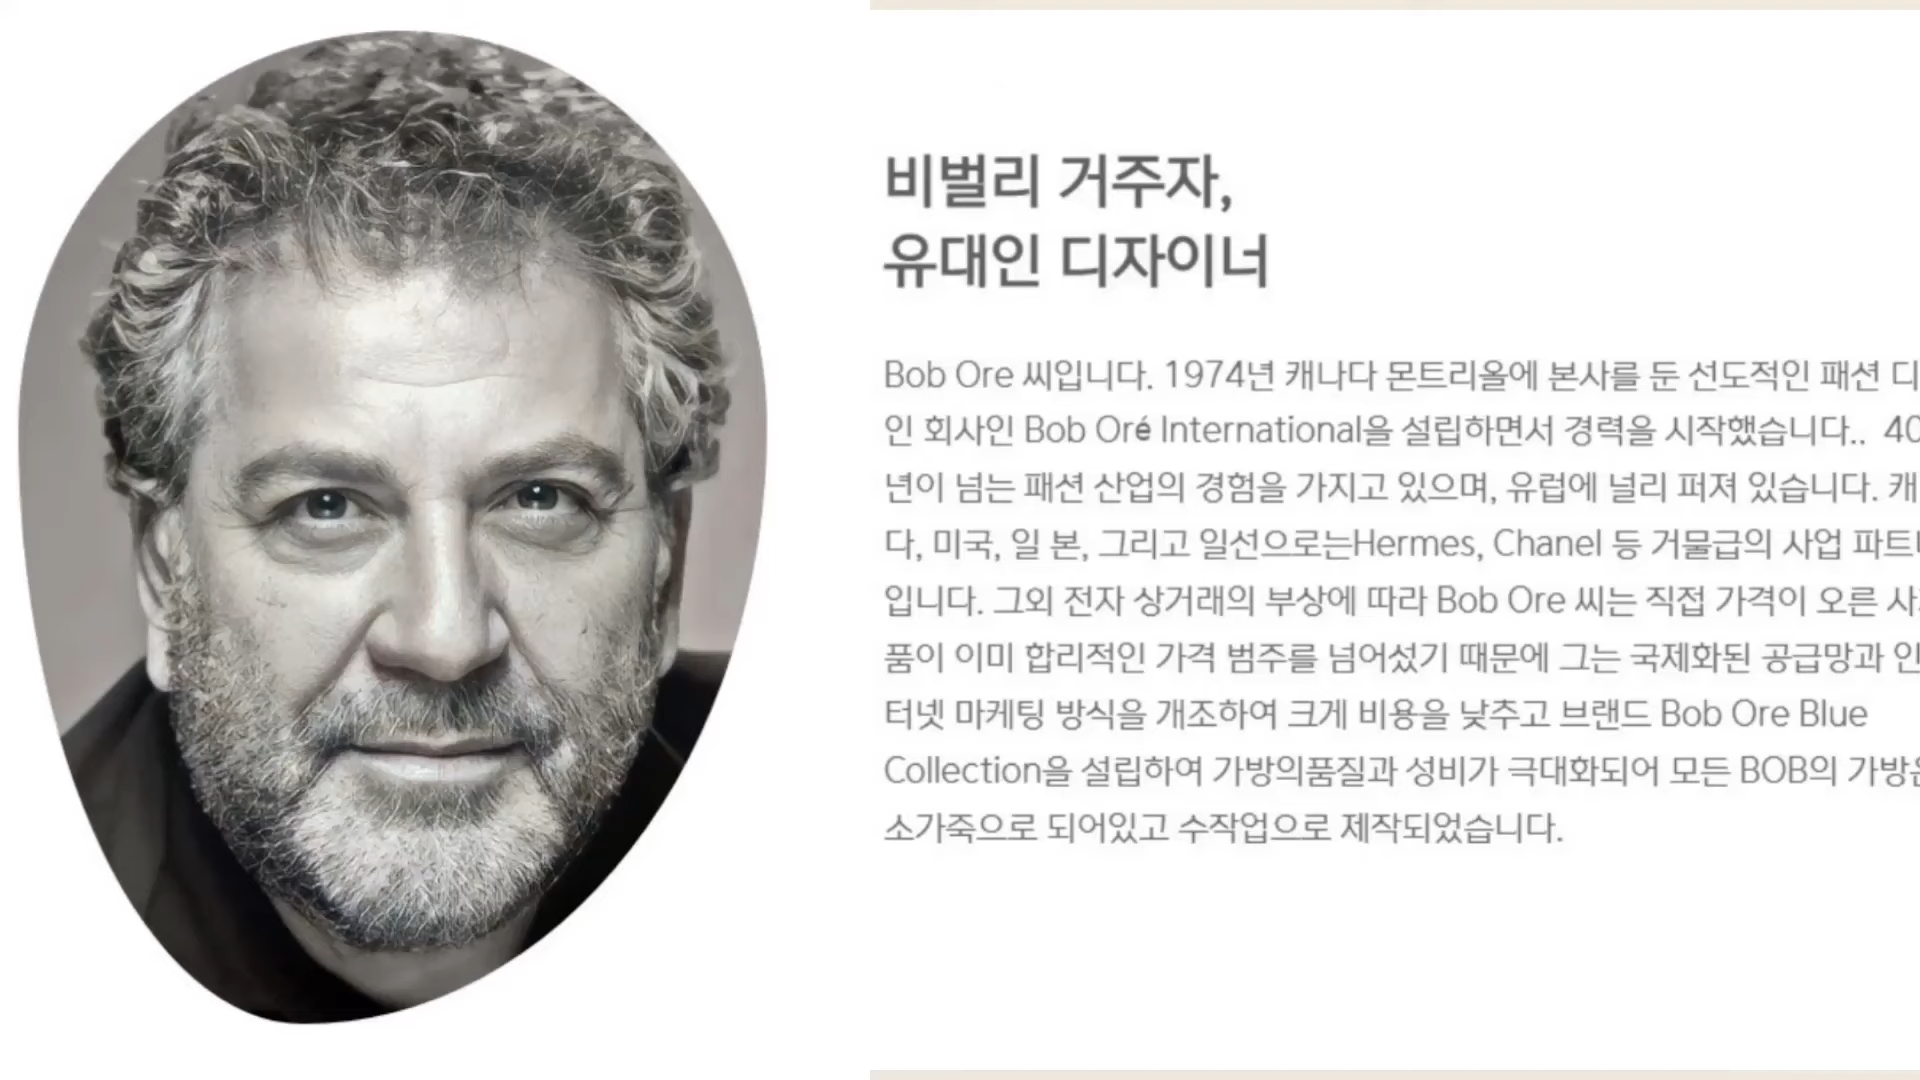 비벌리 거주자,
유대인 디자이너
Bob Ore 씨입니다. 1974년 캐나다 몬트리올에 본사를 둔 선도적인 패션 디
인 회사인 Bob Oré International을 설립하면서 경력을 시작했습니다.. 40
년이 넘는 패션 산업의 경험을 가지고 있으며, 유럽에 널리 퍼져 있습니다. 캐
다, 미국, 일 본, 그리고 일선으로는Hermes, Chanel 등 거물급의 사업 파트
입니다. 그외 전자 상거래의 부상에 따라 Bob Ore 씨는 직접 가격이 오른 사
품이 이미 합리적인 가격 범주를 넘어섰기 때문에 그는 국제화된 공급망과 인
터넷 마케팅 방식을 개조하여 크게 비용을 낮추고 브랜드 Bob Ore Blue
Collection을 설립하여 가방의품질과 성비가 극대화되어 모든 BOB의 가방은
소가죽으로 되어있고 수작업으로 제작되었습니다.